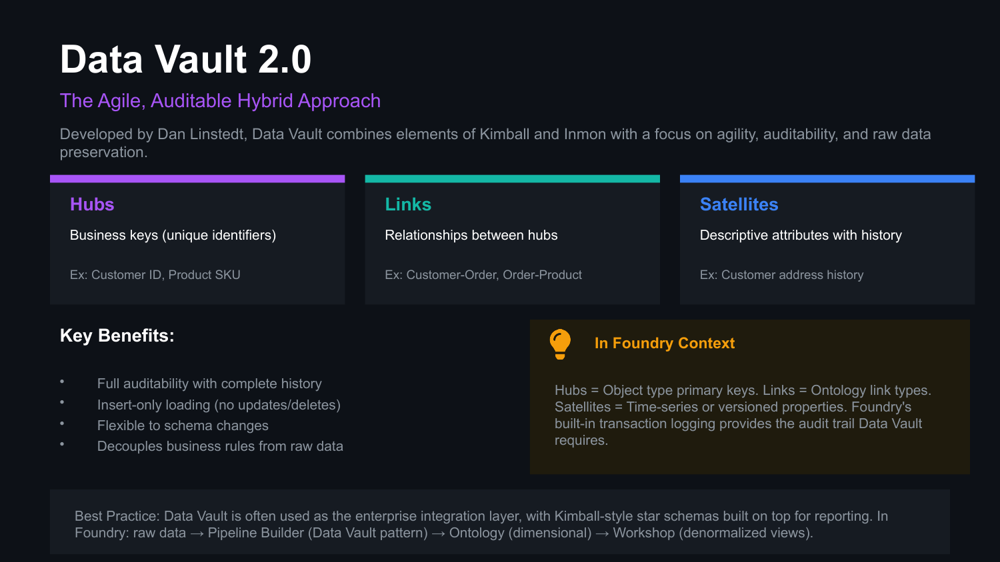 Data Vault 2.0
The Agile, Auditable Hybrid Approach
Developed by Dan Linstedt, Data Vault combines elements of Kimball and Inmon with a focus on agility, auditability, and raw data
preservation.
Hubs
Business keys (unique identifiers)
Ex: Customer ID, Product SKU
Links
Relationships between hubs
Ex: Customer-Order, Order-Product
Satellites
Descriptive attributes with history
Ex: Customer address history
Key Benefits:
• Full auditability with complete history
• Insert-only loading (no updates/deletes)
• Flexible to schema changes
• Decouples business rules from raw data
In Foundry Context
Hubs = Object type primary keys. Links = Ontology link types.
Satellites = Time-series or versioned properties. Foundry's
built-in transaction logging provides the audit trail Data Vault
requires.
Best Practice: Data Vault is often used as the enterprise integration layer, with Kimball-style star schemas built on top for reporting. In
Foundry: raw data → Pipeline Builder (Data Vault pattern) → Ontology (dimensional) → Workshop (denormalized views).